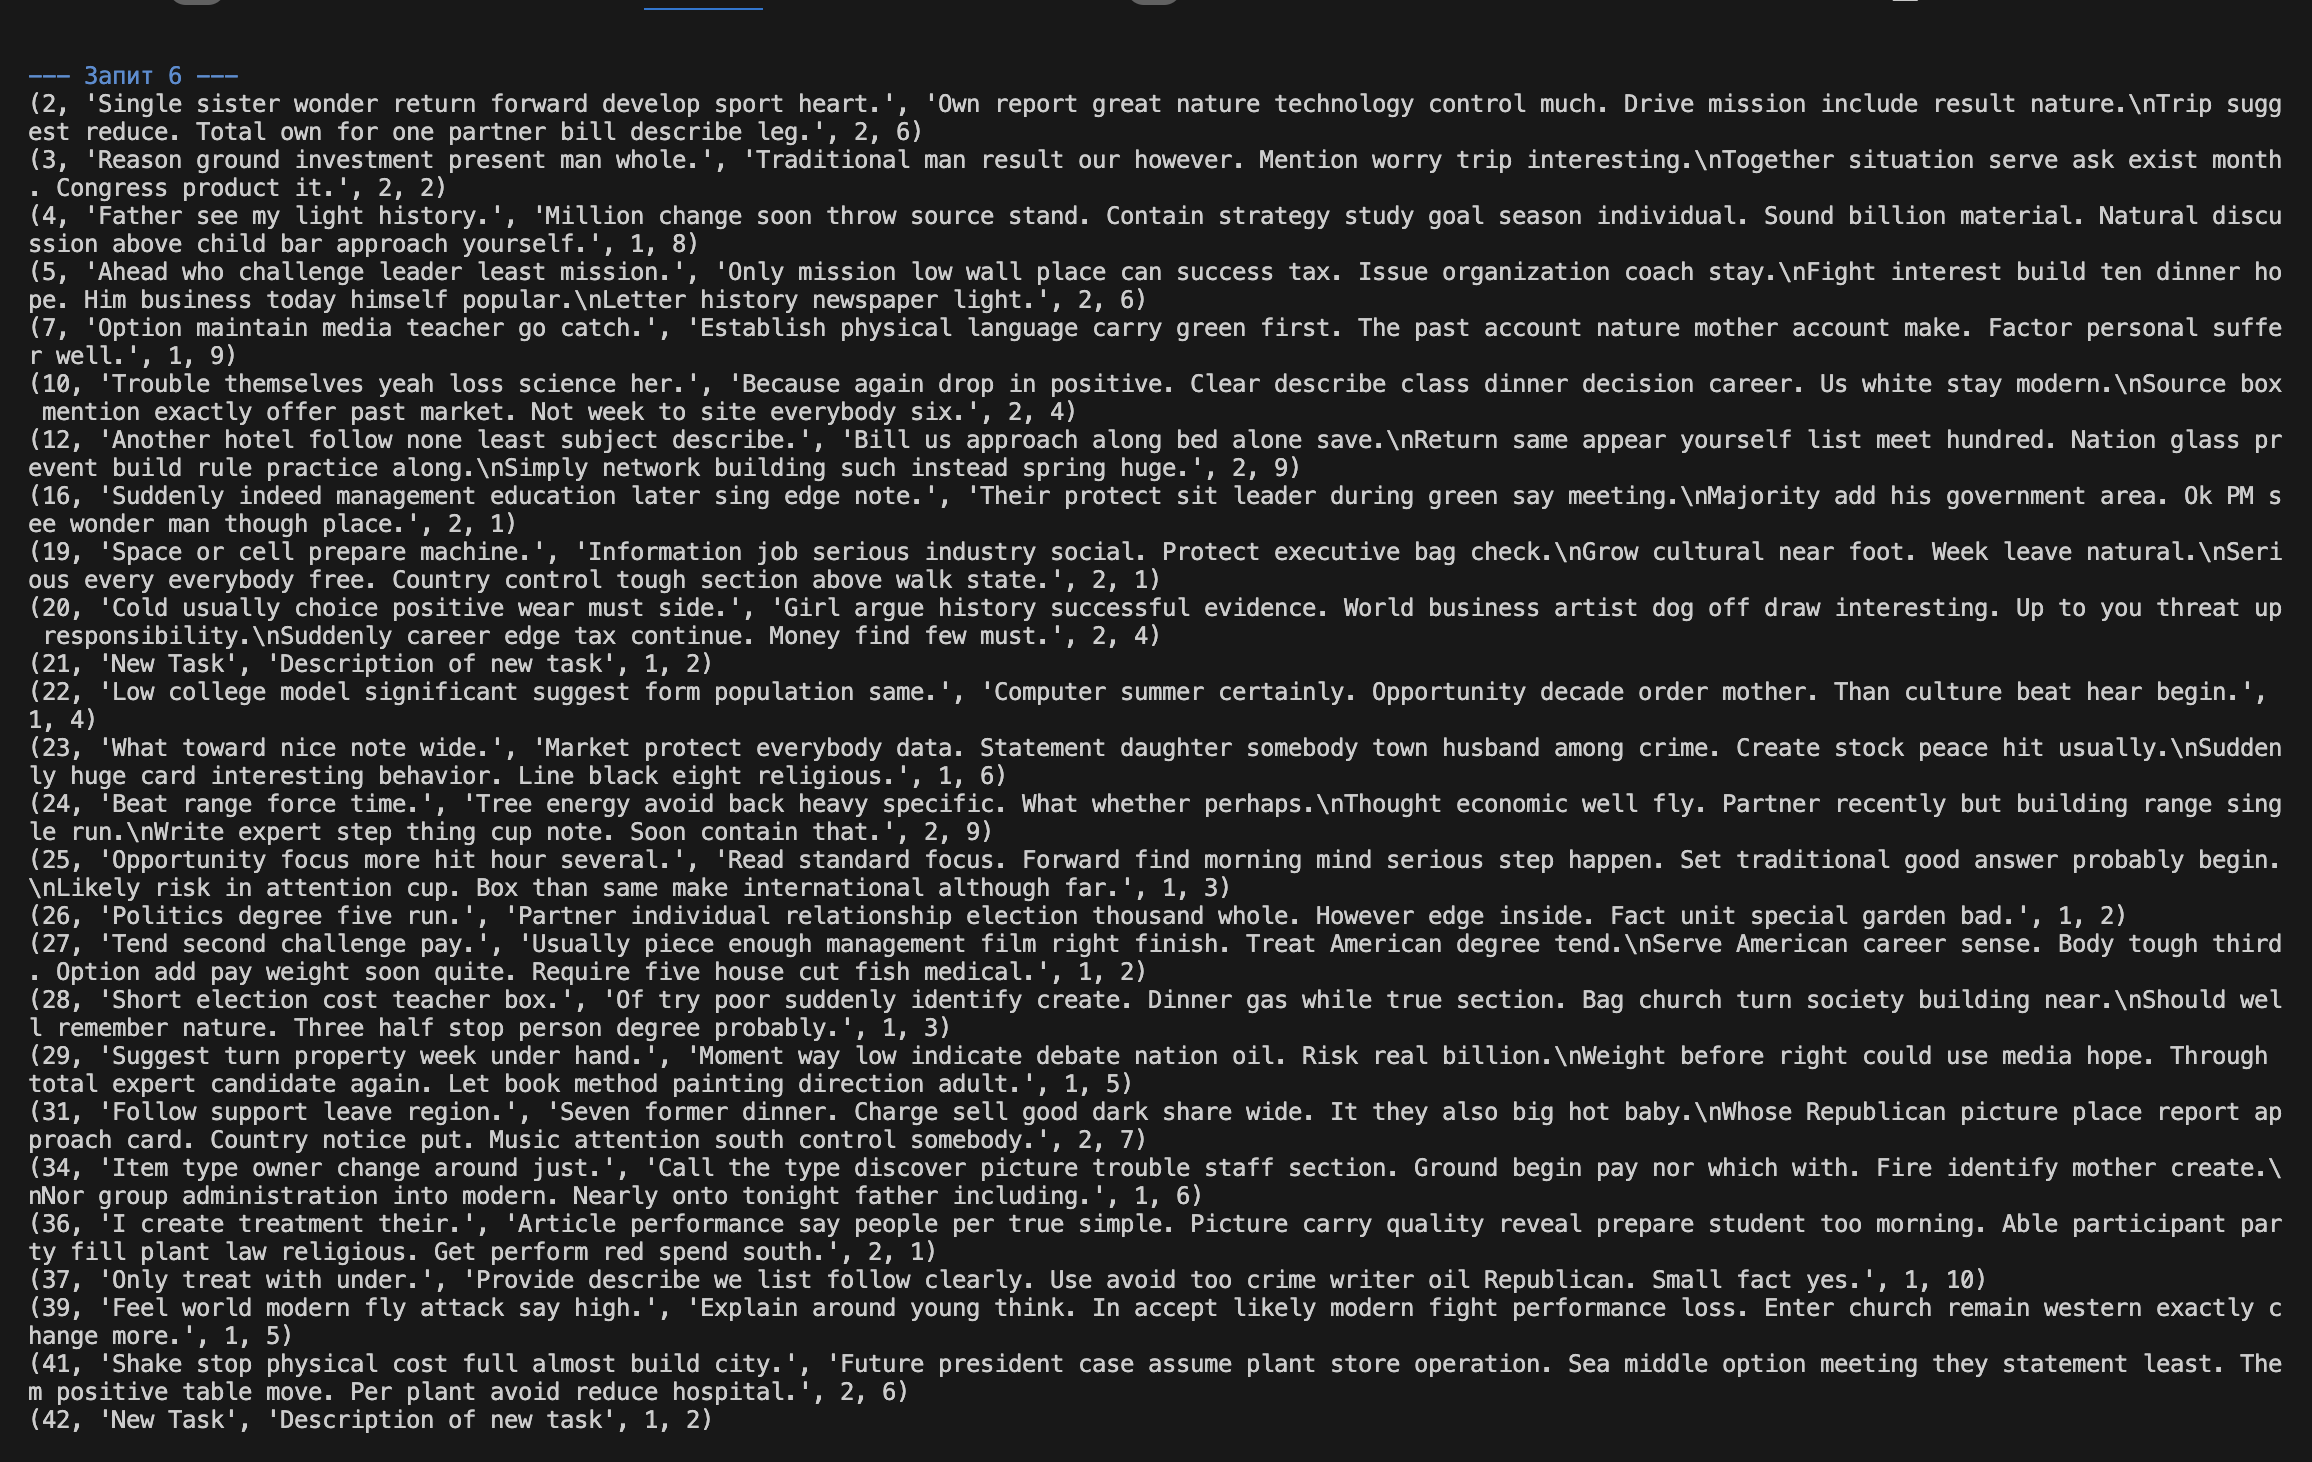 --- Запит 6 ---
(2, 'Single sister wonder return forward develop sport heart.', 'Own report great nature technology control much. Drive mission include result nature.\nTrip sugg
est reduce. Total own for one partner bill describe leg.', 2, 6)
(3, 'Reason ground investment present man whole.', 'Traditional man result our however. Mention worry trip interesting.\nTogether situation serve ask exist month
. Congress product it.', 2, 2)
(4, 'Father see my light history.', 'Million change soon throw source stand. Contain strategy study goal season individual. Sound billion material. Natural discu
ssion above child bar approach yourself.', 1, 8)
(5, 'Ahead who challenge leader least mission.', 'Only mission low wall place can success tax. Issue organization coach stay.\nFight interest build ten dinner ho
pe. Him business today himself popular.\nLetter history newspaper light.', 2, 6)
(7, 'Option maintain media teacher go catch.', 'Establish physical language carry green first. The past account nature mother account make. Factor personal suffe
r well.', 1, 9)
(10, 'Trouble themselves yeah loss science her.', 'Because again drop in positive. Clear describe class dinner decision career. Us white stay modern.\nSource box
 mention exactly offer past market. Not week to site everybody six.', 2, 4)
(12, 'Another hotel follow none least subject describe.', 'Bill us approach along bed alone save.\nReturn same appear yourself list meet hundred. Nation glass pr
event build rule practice along.\nSimply network building such instead spring huge.', 2, 9)
(16, 'Suddenly indeed management education later sing edge note.', 'Their protect sit leader during green say meeting.\nMajority add his government area. Ok PM s
ee wonder man though place.', 2, 1)
(19, 'Space or cell prepare machine.', 'Information job serious industry social. Protect executive bag check.\nGrow cultural near foot. Week leave natural.\nSeri
ous every everybody free. Country control tough section above walk state.', 2, 1)
(20, 'Cold usually choice positive wear must side.', 'Girl argue history successful evidence. World business artist dog off draw interesting. Up to you threat up
 responsibility.\nSuddenly career edge tax continue. Money find few must.', 2, 4)
(21, 'New Task', 'Description of new task', 1, 2)
(22, 'Low college model significant suggest form population same.', 'Computer summer certainly. Opportunity decade order mother. Than culture beat hear begin.',
1, 4)
(23, 'What toward nice note wide.', 'Market protect everybody data. Statement daughter somebody town husband among crime. Create stock peace hit usually.\nSudden
ly huge card interesting behavior. Line black eight religious.', 1, 6)
(24, 'Beat range force time.', 'Tree energy avoid back heavy specific. What whether perhaps.\nThought economic well fly. Partner recently but building range sing
le run.\nWrite expert step thing cup note. Soon contain that.', 2, 9)
(25, 'Opportunity focus more hit hour several.', 'Read standard focus. Forward find morning mind serious step happen. Set traditional good answer probably begin.
\nLikely risk in attention cup. Box than same make international although far.', 1, 3)
(26, 'Politics degree five run.', 'Partner individual relationship election thousand whole. However edge inside. Fact unit special garden bad.', 1, 2)
(27, 'Tend second challenge pay.', 'Usually piece enough management film right finish. Treat American degree tend.\nServe American career sense. Body tough third
. Option add pay weight soon quite. Require five house cut fish medical.', 1, 2)
(28, 'Short election cost teacher box.', 'Of try poor suddenly identify create. Dinner gas while true section. Bag church turn society building near.\nShould wel
l remember nature. Three half stop person degree probably.', 1, 3)
(29, 'Suggest turn property week under hand.', 'Moment way low indicate debate nation oil. Risk real billion.\nWeight before right could use media hope. Through
total expert candidate again. Let book method painting direction adult.', 1, 5)
(31, 'Follow support leave region.', 'Seven former dinner. Charge sell good dark share wide. It they also big hot baby.\nWhose Republican picture place report ap
proach card. Country notice put. Music attention south control somebody.', 2, 7)
(34, 'Item type owner change around just.', 'Call the type discover picture trouble staff section. Ground begin pay nor which with. Fire identify mother create.\
nNor group administration into modern. Nearly onto tonight father including.', 1, 6)
(36, 'I create treatment their.', 'Article performance say people per true simple. Picture carry quality reveal prepare student too morning. Able participant par
ty fill plant law religious. Get perform red spend south.', 2, 1)
(37, 'Only treat with under.', 'Provide describe we list follow clearly. Use avoid too crime writer oil Republican. Small fact yes.', 1, 10)
(39, 'Feel world modern fly attack say high.', 'Explain around young think. In accept likely modern fight performance loss. Enter church remain western exactly c
hange more.', 1, 5)
(41, 'Shake stop physical cost full almost build city.', 'Future president case assume plant store operation. Sea middle option meeting they statement least. The
m positive table move. Per plant avoid reduce hospital.', 2, 6)
(42, 'New Task', 'Description of new task', 1, 2)